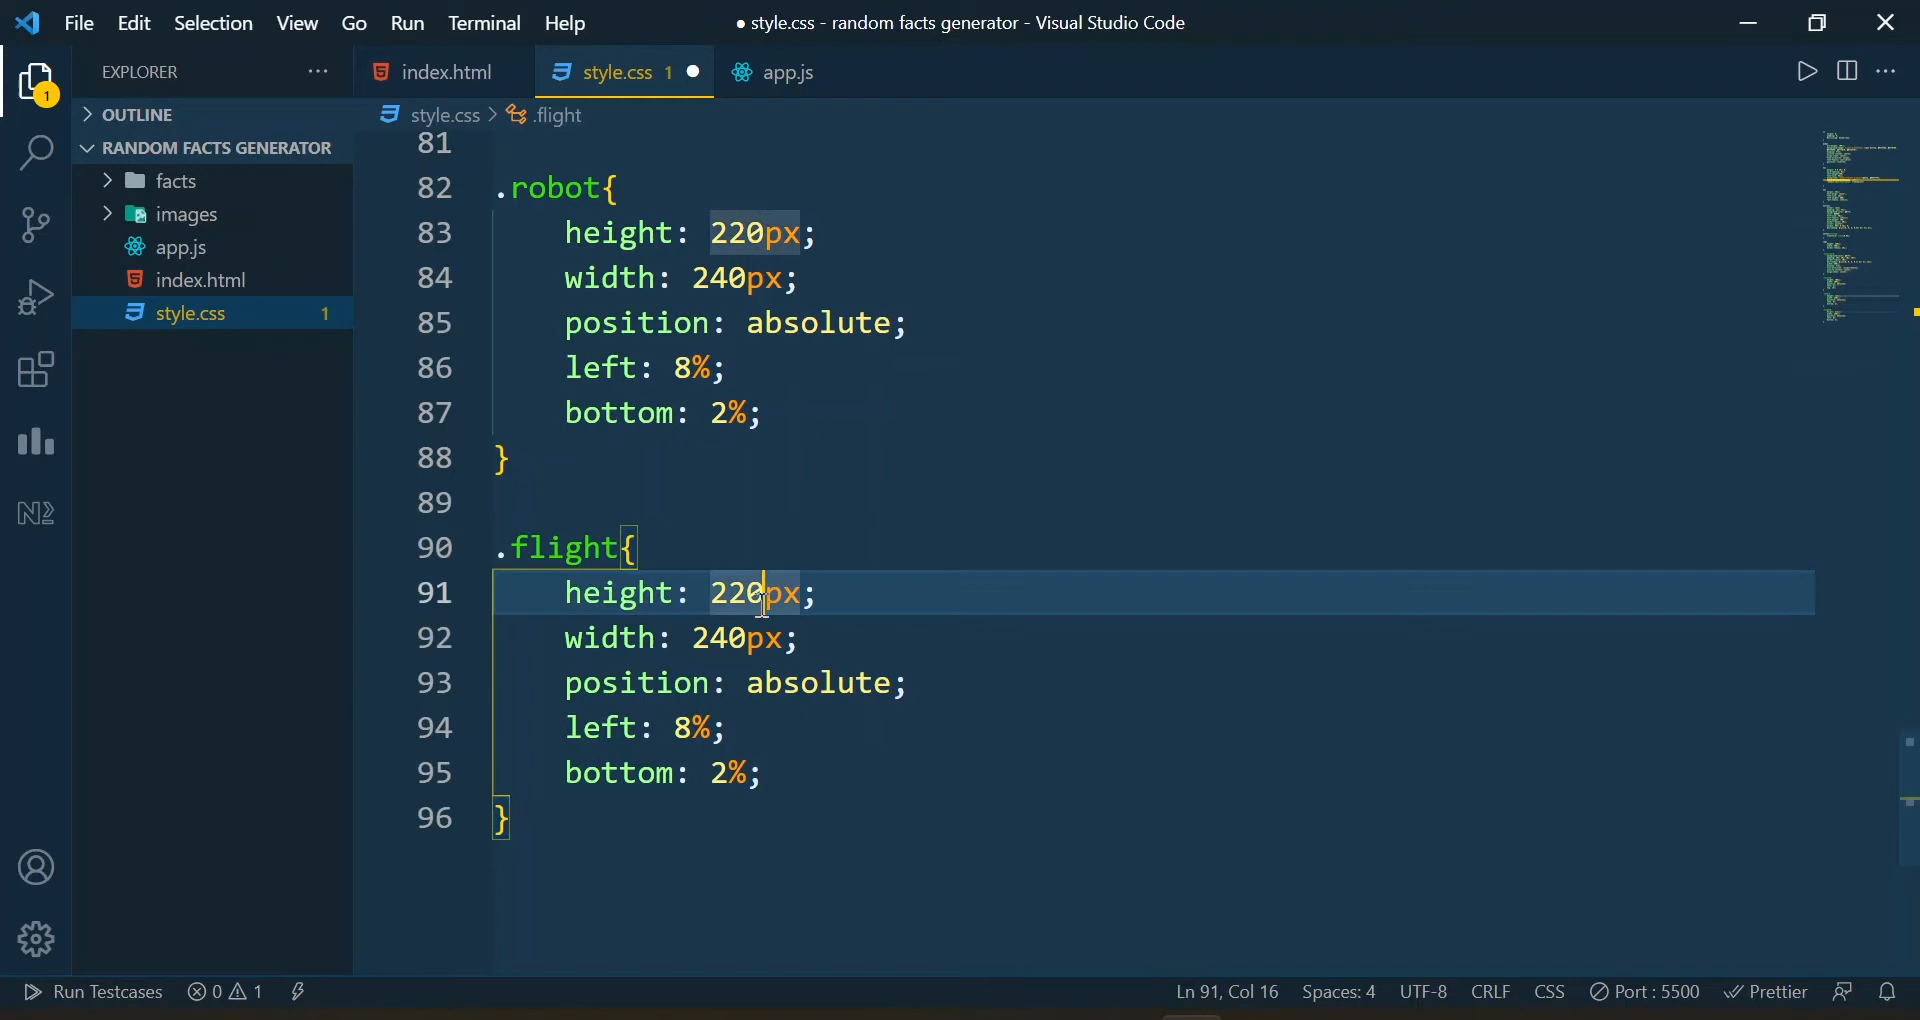 File Edit Selection View Go Run Terminal Help
● style.css - random facts generator - Visual Studio Code
EXPLORER ...
index.html
style.css 1 ●
app.js
...
1
OUTLINE
style.css > .flight
RANDOM FACTS GENERATOR
facts
images
app.js
index.html
style.css 1
81
82 .robot{
83 height: 220px;
84 width: 240px;
85 position: absolute;
86 left: 8%;
87 bottom: 2%;
88 }
89
90 .flight{
91 height: 220px;
92 width: 240px;
93 position: absolute;
94 left: 8%;
95 bottom: 2%;
96 }
Run Testcases 0 1
Ln 91, Col 16 Spaces: 4 UTF-8 CRLF CSS Port : 5500 Prettier